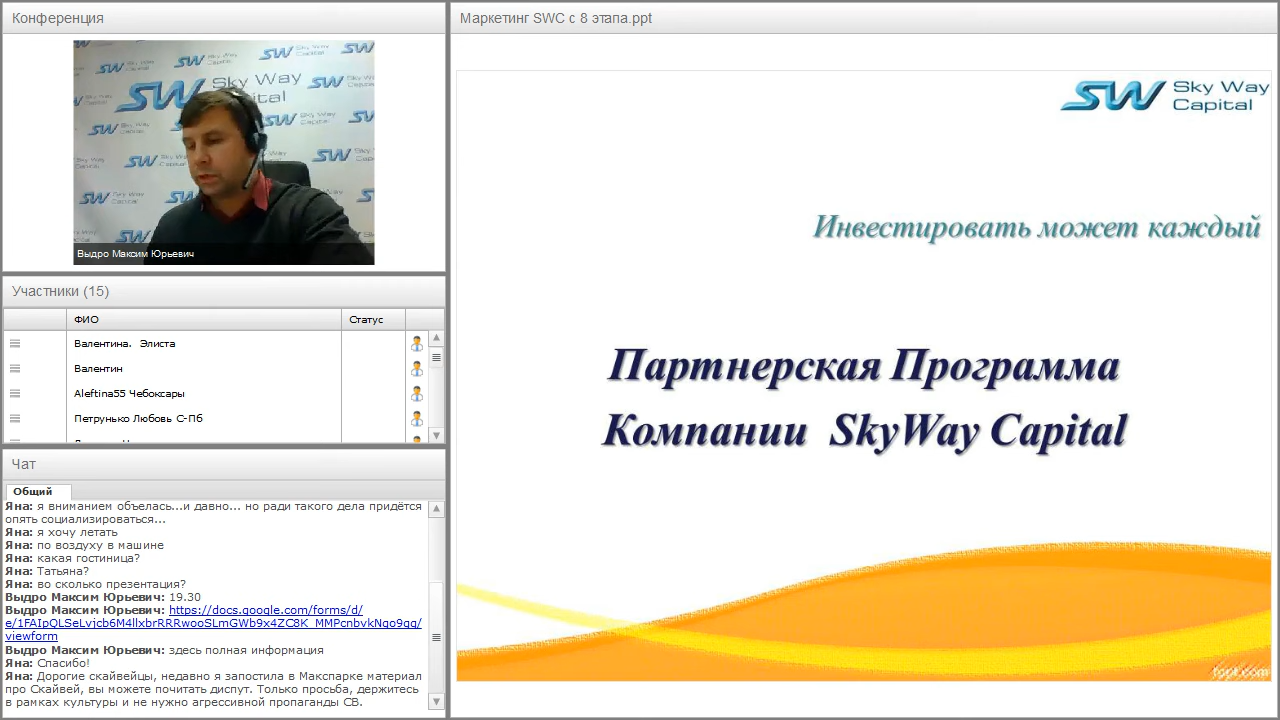 Конференция
SW Sky Way Capital
Выдро Максим Юрьевич
Участники (15)
ФИО
Статус
Валентина. Элиста
Валентин
Aleftina55 Чебоксары
Петрунько Любовь С-Пб
Чат
Общий
Яна: я вниманием объелась...и давно... но ради такого дела придётся
опять социализироваться...
Яна: я хочу летать
Яна: по воздуху в машине
Яна: какая гостиница?
Яна: Татьяна?
Яна: во сколько презентация?
Выдро Максим Юрьевич: 19.30
Выдро Максим Юрьевич: https://docs.google.com/forms/d/
e/1FAIpQLSeLvjcb6M4llxbrRRRwooSLmGWb9x4ZC8K_MMPcnbvkNgo9gg/
viewform
Выдро Максим Юрьевич: здесь полная информация
Яна: Спасибо!
Яна: Дорогие скайвейцы, недавно я запостила в Макспарке материал
про Скайвей, вы можете почитать диспут. Только просьба, держитесь
в рамках культуры и не нужно агрессивной пропаганды СВ.
Маркетинг SWC с 8 этапа.ppt
SW Sky Way
Capital
Инвестировать может каждый
Партнерская Программа
Компании SkyWay Capital
fppt.com